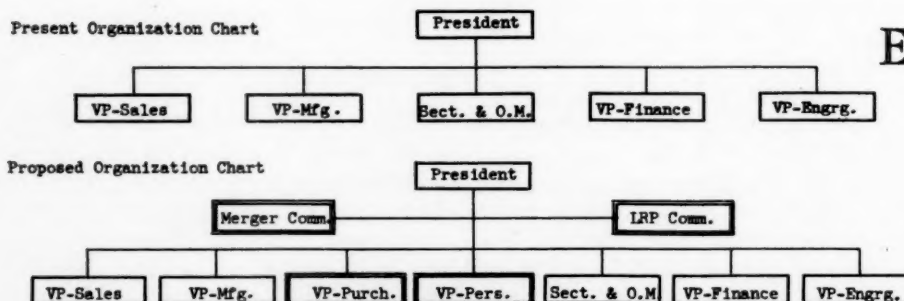 Present Organization Chart
President
E
VP-Sales VP-Mfg. Sect. & O.M. VP-Finance VP-Engrg.
Proposed Organization Chart
President
Merger Comm. LRP Comm.
VP-Sales VP-Mfg. VP-Purch. VP-Pers. Sect. & O.M VP-Finance VP-Engrg.